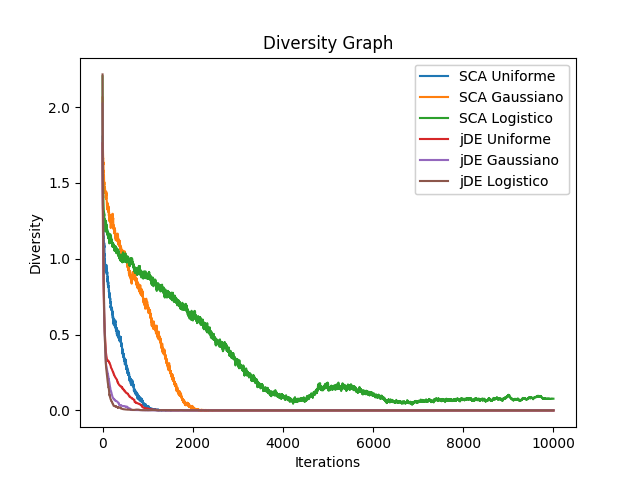 Diversity Graph
SCA Uniforme
SCA Gaussiano
SCA Logistico
jDE Uniforme
jDE Gaussiano
jDE Logistico
2.0
1.5
1.0
0.5
0.0
Diversity
0
2000
4000
6000
8000
10000
Iterations